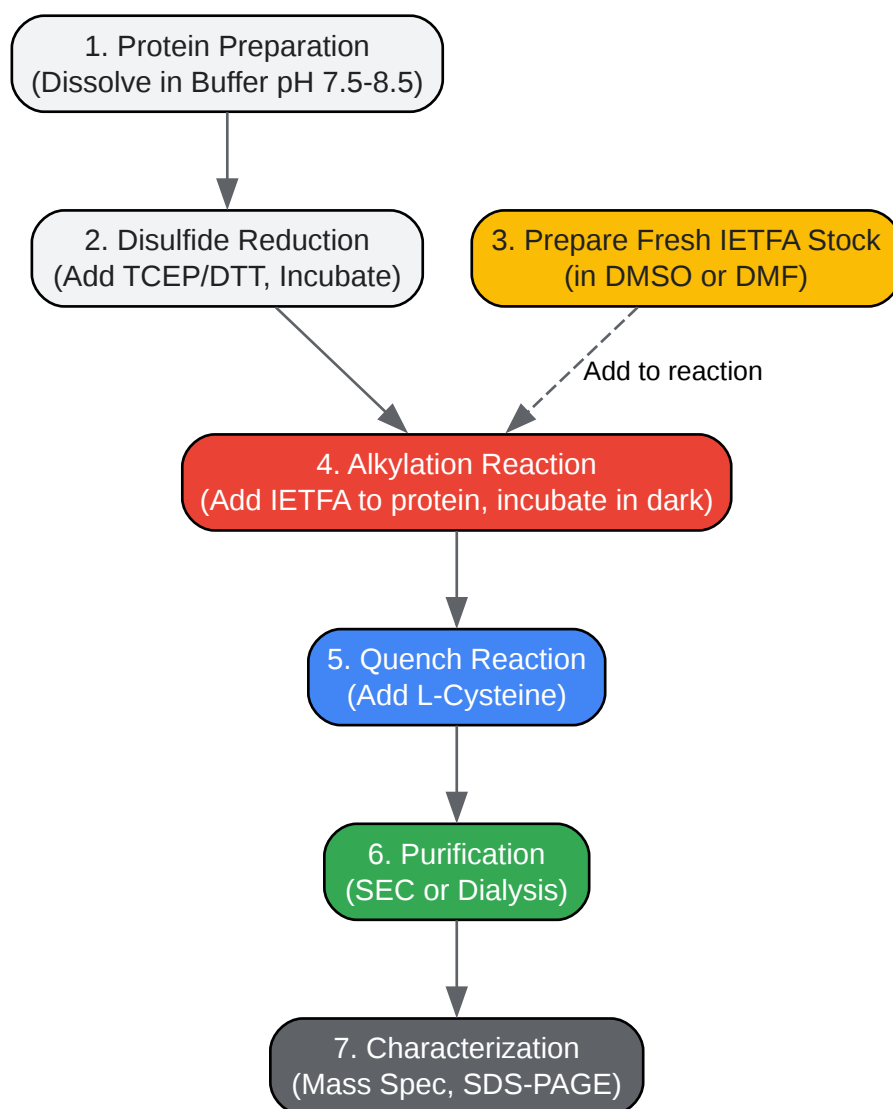 1. Protein Preparation
(Dissolve in Buffer pH 7.5-8.5)
2. Disulfide Reduction
(Add TCEP/DTT, Incubate)
3. Prepare Fresh IETFA Stock
(in DMSO or DMF)
Add to reaction
4. Alkylation Reaction
(Add IETFA to protein, incubate in dark)
5. Quench Reaction
(Add L-Cysteine)
6. Purification
(SEC or Dialysis)
7. Characterization
(Mass Spec, SDS-PAGE)